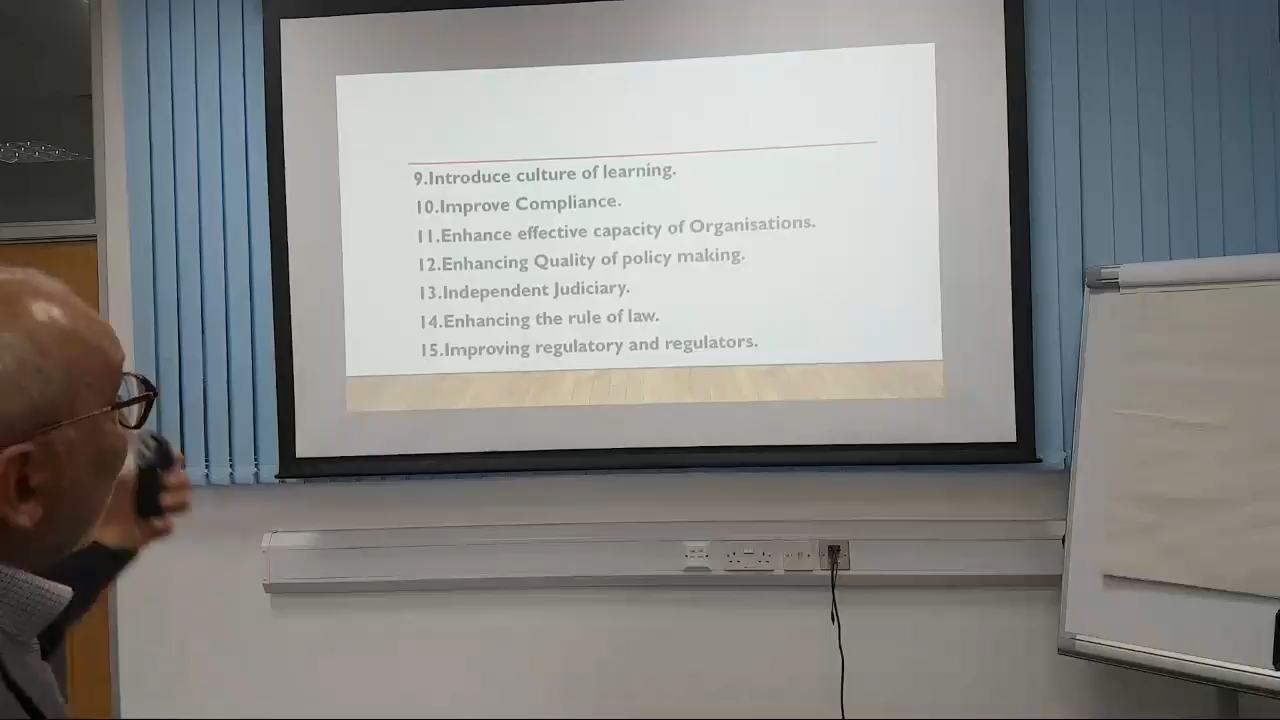 9.Introduce culture of learning.
10.Improve Compliance.
11.Enhance effective capacity of Organisations.
12.Enhancing Quality of policy making.
13.Independent Judiciary.
14.Enhancing the rule of law.
15.Improving regulatory and regulators.